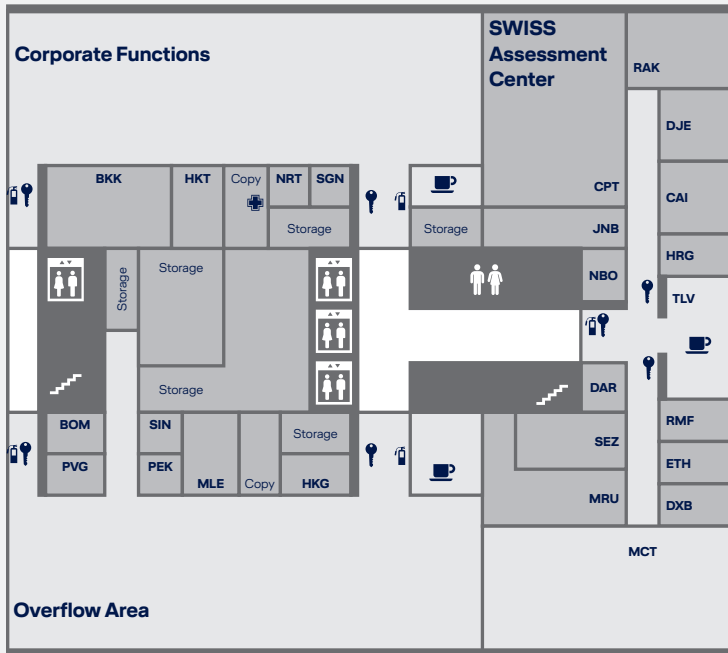 Corporate Functions
SWISS
Assessment
Center
RAK
DJE
BKK
HKT
Copy
NRT
SGN
CPT
CAI
Storage
Storage
JNB
HRG
Storage
Storage
NBO
TLV
Storage
DAR
BOM
SIN
Storage
SEZ
RMF
PVG
PEK
MLE
Copy
HKG
ETH
MRU
DXB
MCT
Overflow Area